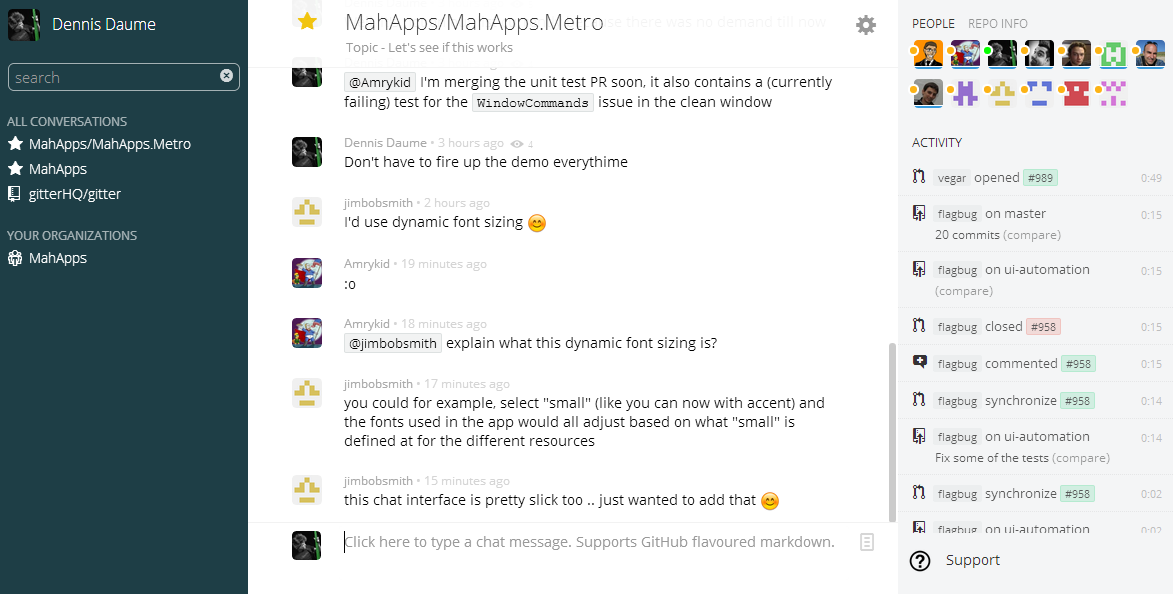 Dennis Daume
search
ALL CONVERSATIONS
MahApps/MahApps.Metro
MahApps
gitterHQ/gitter
YOUR ORGANIZATIONS
MahApps
se there was no demand till now
MahApps/MahApps.Metro
Topic - Let's see if this works
@Amrykid I'm merging the unit test PR soon, it also contains a (currently
failing) test for the WindowCommands issue in the clean window
Dennis Daume • 3 hours ago 4
Don't have to fire up the demo everythime
jimbobsmith • 2 hours ago
I'd use dynamic font sizing 😊
Amrykid • 19 minutes ago
:o
Amrykid • 18 minutes ago
@jimbobsmith explain what this dynamic font sizing is?
jimbobsmith • 17 minutes ago
you could for example, select "small" (like you can now with accent) and
the fonts used in the app would all adjust based on what "small" is
defined at for the different resources
jimbobsmith • 15 minutes ago
this chat interface is pretty slick too .. just wanted to add that 😊
Click here to type a chat message. Supports GitHub flavoured markdown.
PEOPLE REPO INFO
ACTIVITY
vegar opened #989 0:49
flagbug on master 0:15
20 commits (compare)
flagbug on ui-automation 0:15
(compare)
flagbug closed #958 0:15
flagbug commented #958 0:15
flagbug synchronize #958 0:14
flagbug on ui-automation 0:14
Fix some of the tests (compare)
flagbug synchronize #958 0:02
flagbug on ui-automation 0:02
Support